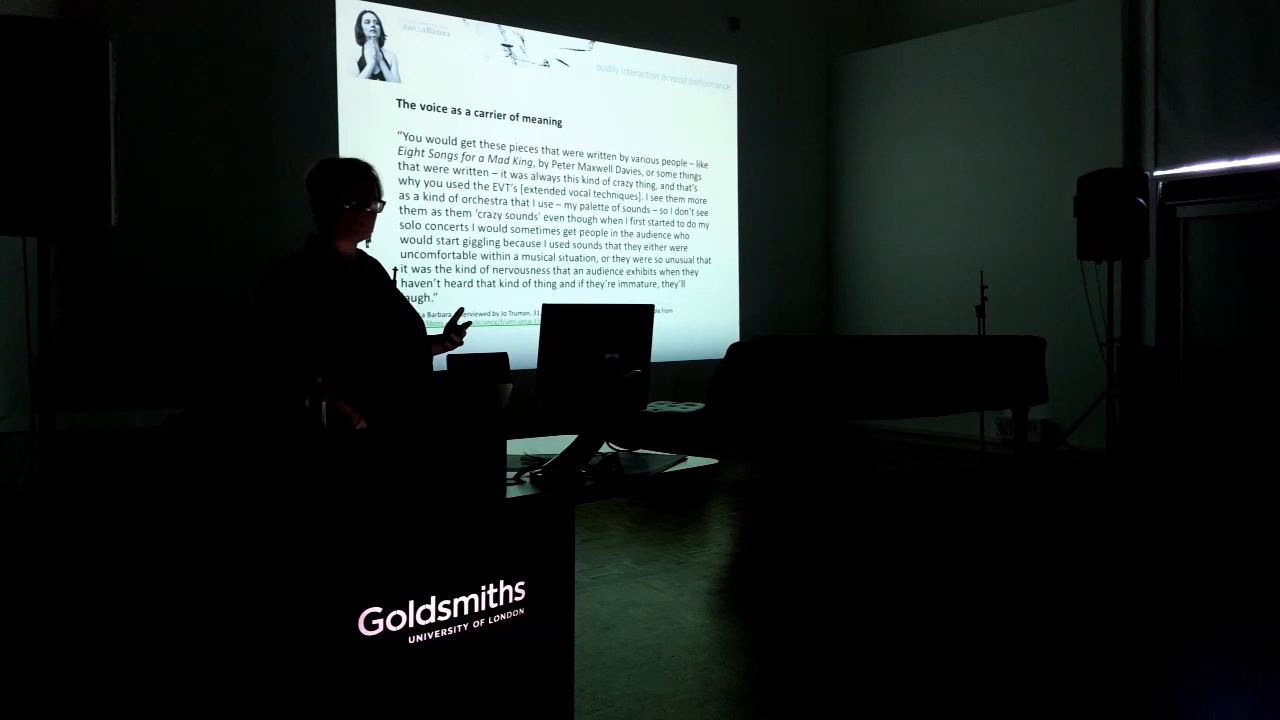 Joan La Barbara
bodily interaction in vocal performance
The voice as a carrier of meaning
“You would get these pieces that were written by various people – like
Eight Songs for a Mad King, by Peter Maxwell Davies, or some things
that were written – it was always this kind of crazy thing, and that's
why you used the EVT's [extended vocal techniques]. I see them more
as a kind of orchestra that I use – my palette of sounds – so I don't see
them as them ‘crazy sounds’ even though when I first started to do my
solo concerts I would sometimes get people in the audience who
would start giggling because I used sounds that they either were
uncomfortable within a musical situation, or they were so unusual that
it was the kind of nervousness that an audience exhibits when they
haven't heard that kind of thing and if they're immature, they'll
augh.”
a Barbara, interviewed by Jo Truman, 31, from
Goldsmiths
UNIVERSITY OF LONDON